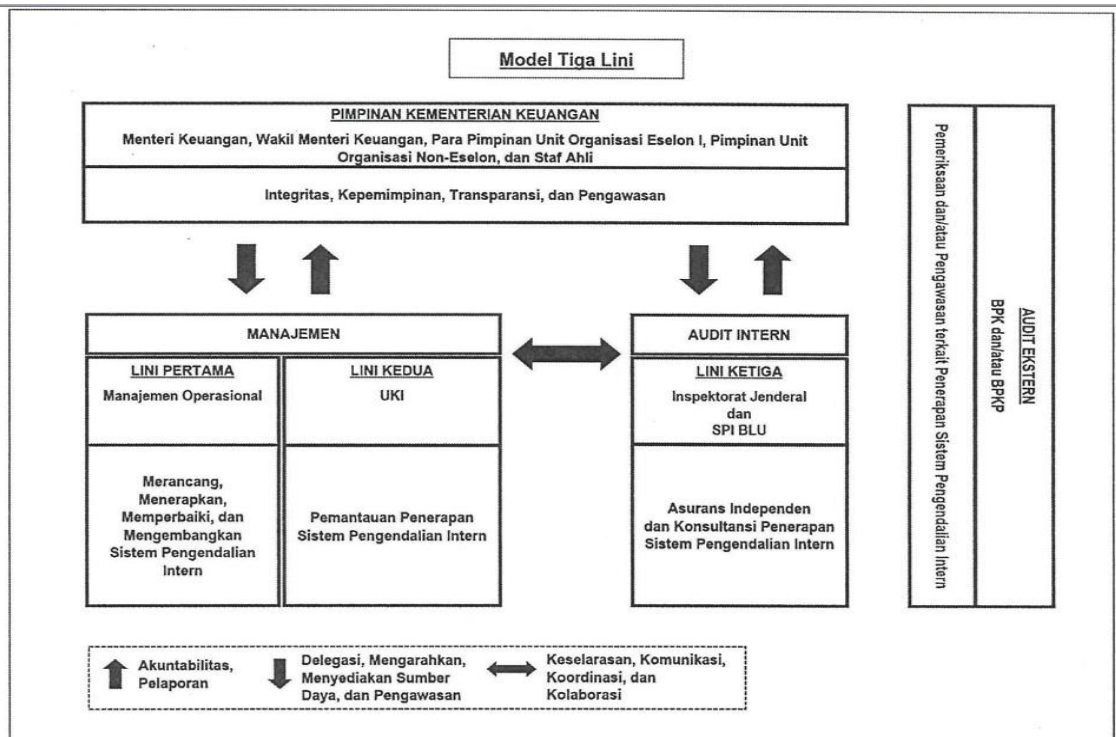 Model Tiga Lini
PIMPINAN KEMENTERIAN KEUANGAN
Menteri Keuangan, Wakil Menteri Keuangan, Para Pimpinan Unit Organisasi Eselon I, Pimpinan Unit
Organisasi Non-Eselon, dan Staf Ahli
Integritas, Kepemimpinan, Transparansi, dan Pengawasan
MANAJEMEN
LINI PERTAMA
Manajemen Operasional
Merancang,
Menerapkan,
Memperbaiki, dan
Mengembangkan
Sistem Pengendalian
Intern
LINI KEDUA
UKI
Pemantauan Penerapan
Sistem Pengendalian Intern
AUDIT INTERN
LINI KETIGA
Inspektorat Jenderal
dan
SPI BLU
Asurans Independen
dan Konsultansi Penerapan
Sistem Pengendalian Intern
AUDIT EKSTERN
BPK dan/atau BPKP
Pemeriksaan dan/atau Pengawasan terkait Penerapan Sistem Pengendalian Intern
Akuntabilitas,
Pelaporan
Delegasi, Mengarahkan,
Menyediakan Sumber
Daya, dan Pengawasan
Keselarasan, Komunikasi,
Koordinasi, dan
Kolaborasi